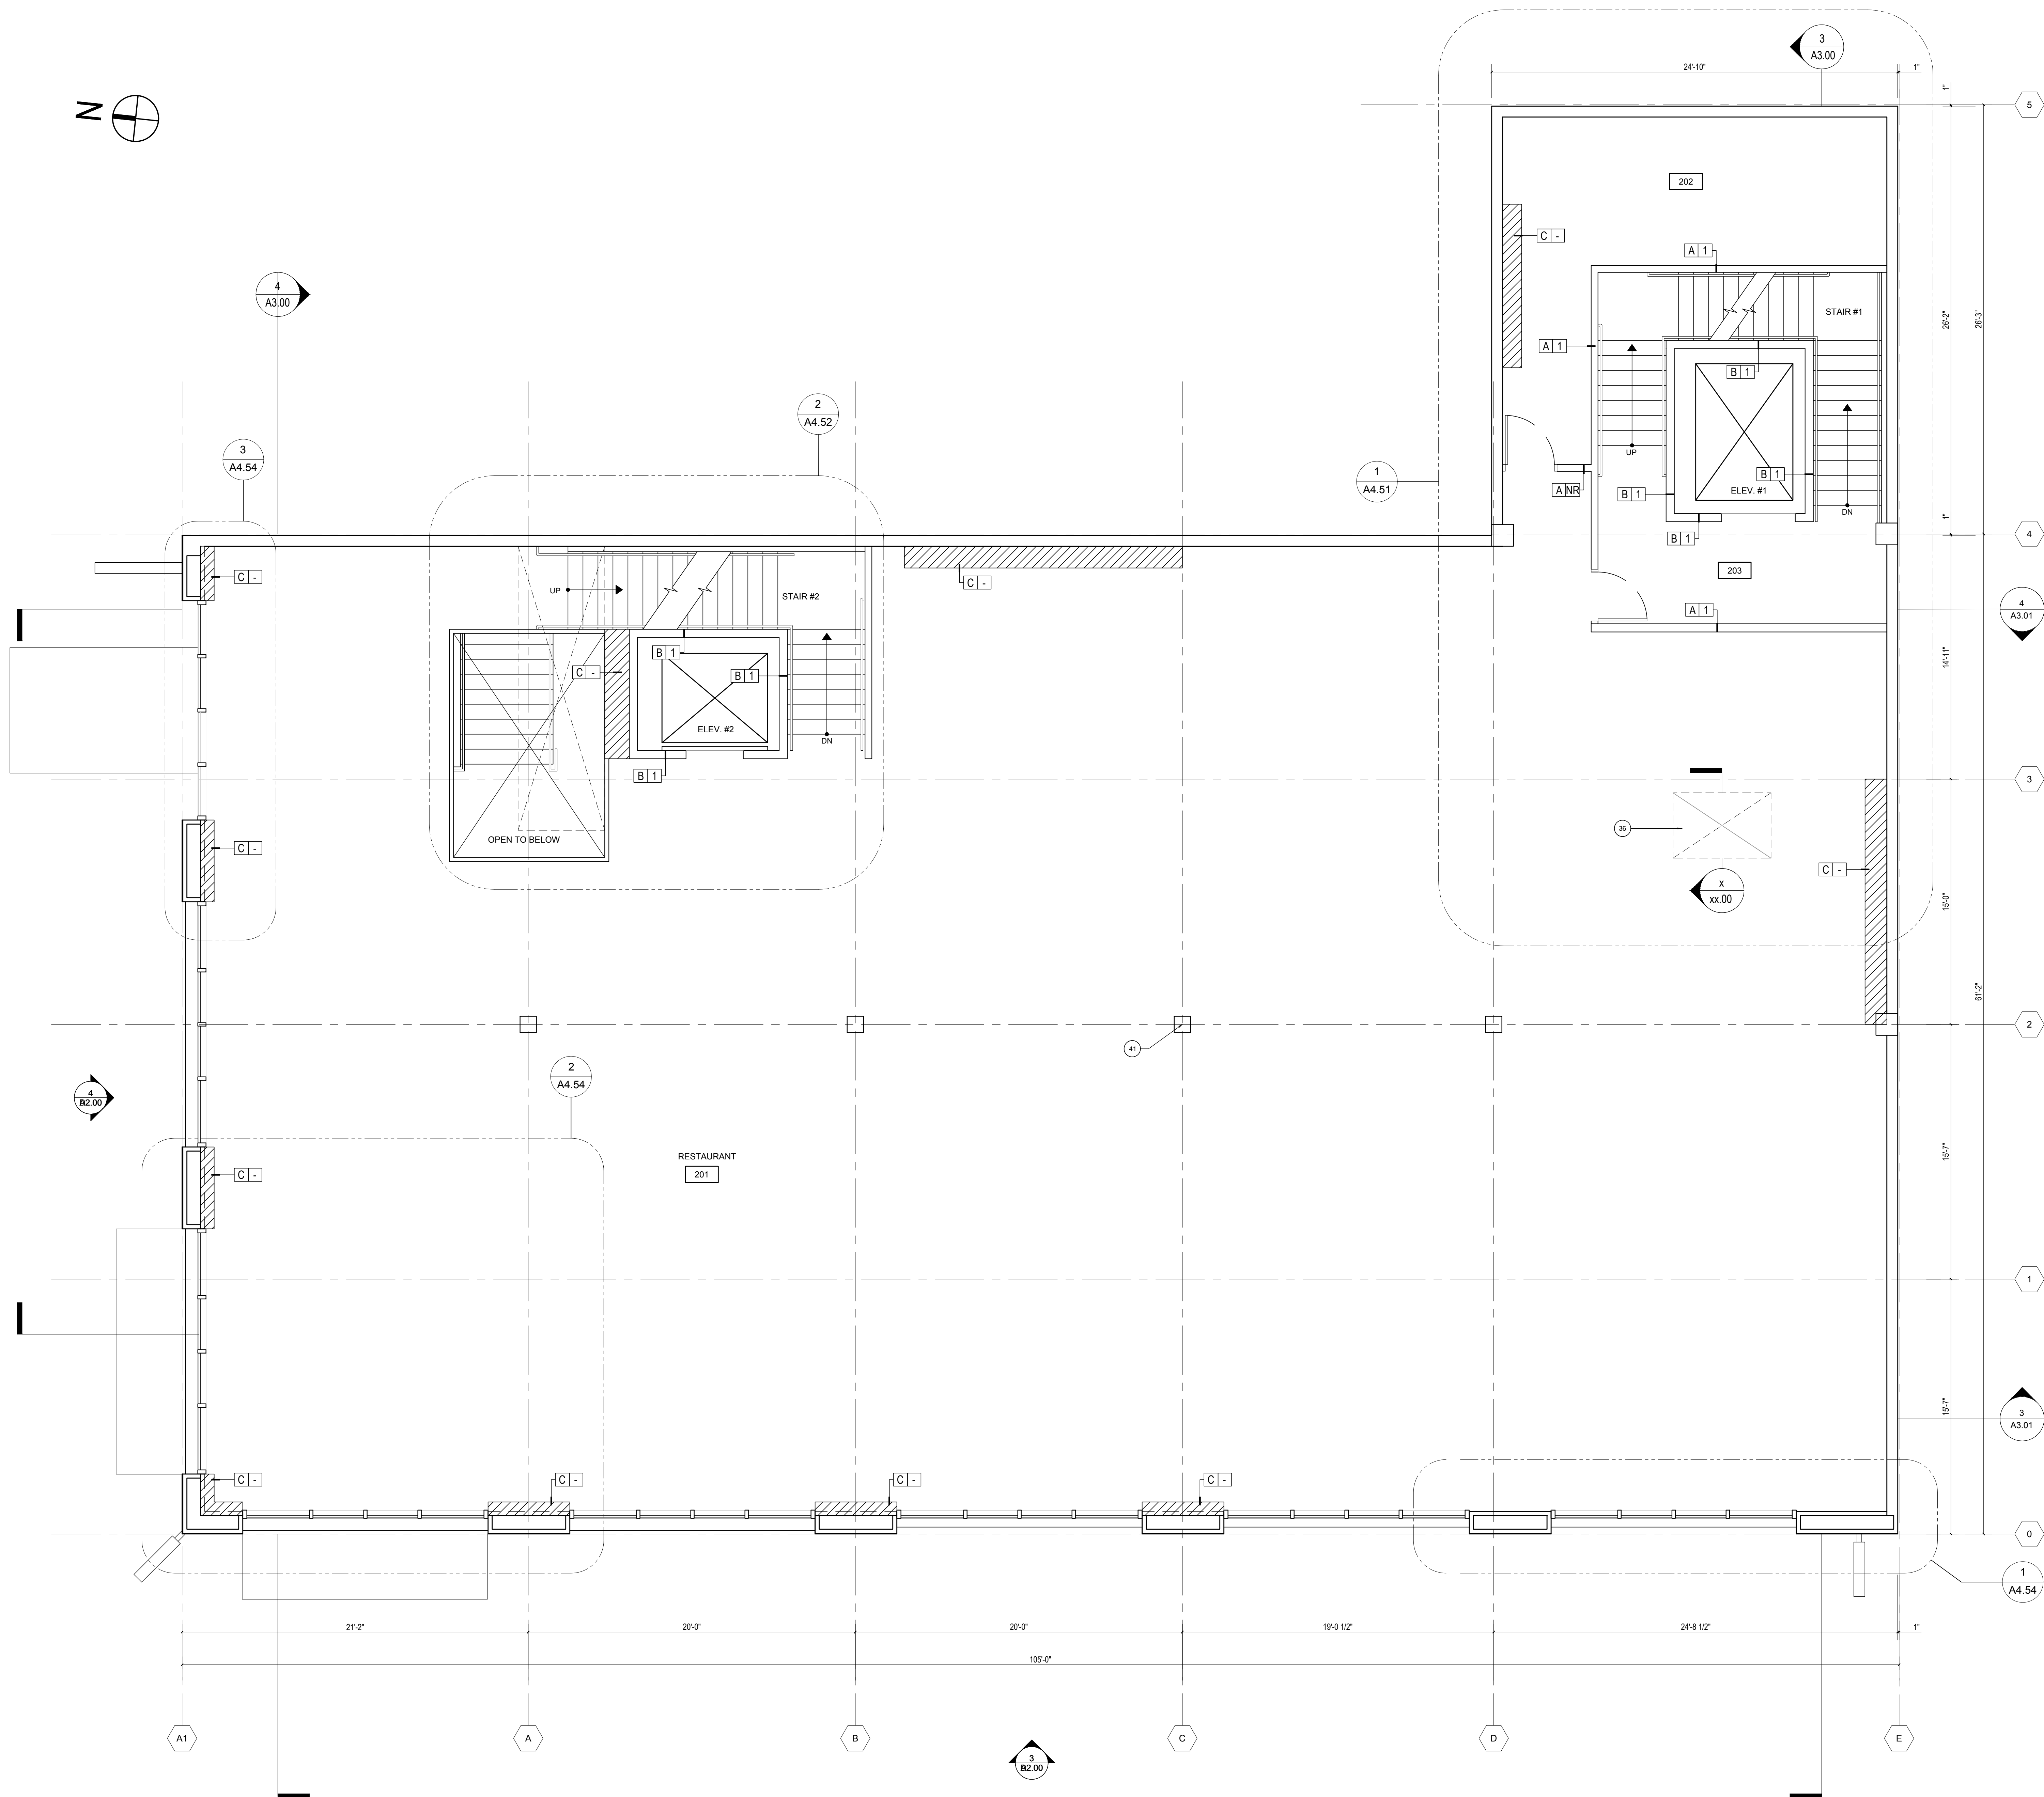 3
A3.00
24'-10"
1"
1"
5
N
202
C -
A 1
STAIR #1
4
A3.00
26'-2"
26'-3"
A 1
B 1
2
A4.52
3
A4.54
UP
1
A4.51
B 1
A NR
B 1
ELEV. #1
DN
1"
4
B 1
C -
C -
203
UP
STAIR #2
A 1
4
A3.01
B 1
14'-11"
C -
B 1
ELEV. #2
DN
B 1
3
36
OPEN TO BELOW
C -
C -
x
xx.00
15'-0"
61'-2"
2
41
2
A4.54
4
RESTAURANT
201
C -
15'-7"
1
15'-7"
3
A3.01
C -
C -
C -
C -
0
1
A4.54
21'-2"
20'-0"
20'-0"
19'-0 1/2"
24'-8 1/2"
1"
105'-0"
A1
A
B
C
D
E
3